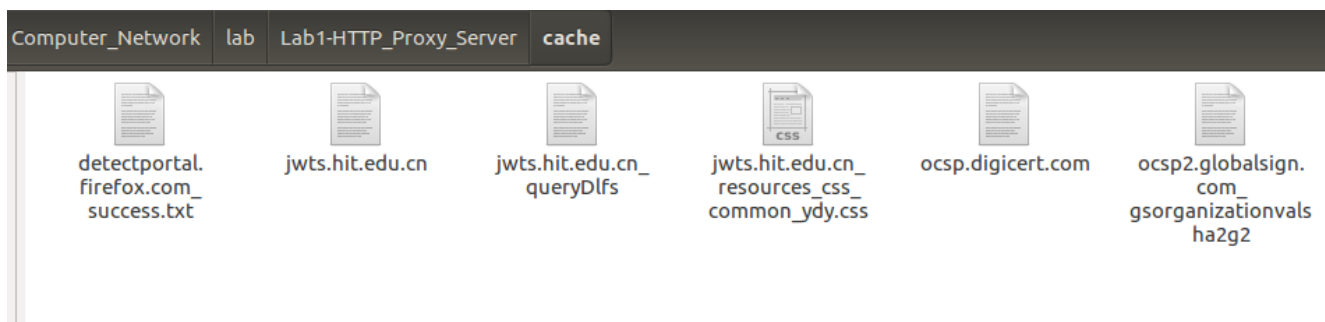 Computer_Network lab Lab1-HTTP_Proxy_Server cache
CSS
detectportal.
firefox.com_
success.txt
jwts.hit.edu.cn
jwts.hit.edu.cn_
queryDlfs
jwts.hit.edu.cn_
resources_css_
common_ydy.css
ocsp.digicert.com
ocsp2.globalsign.
com_
gsorganizationvals
ha2g2